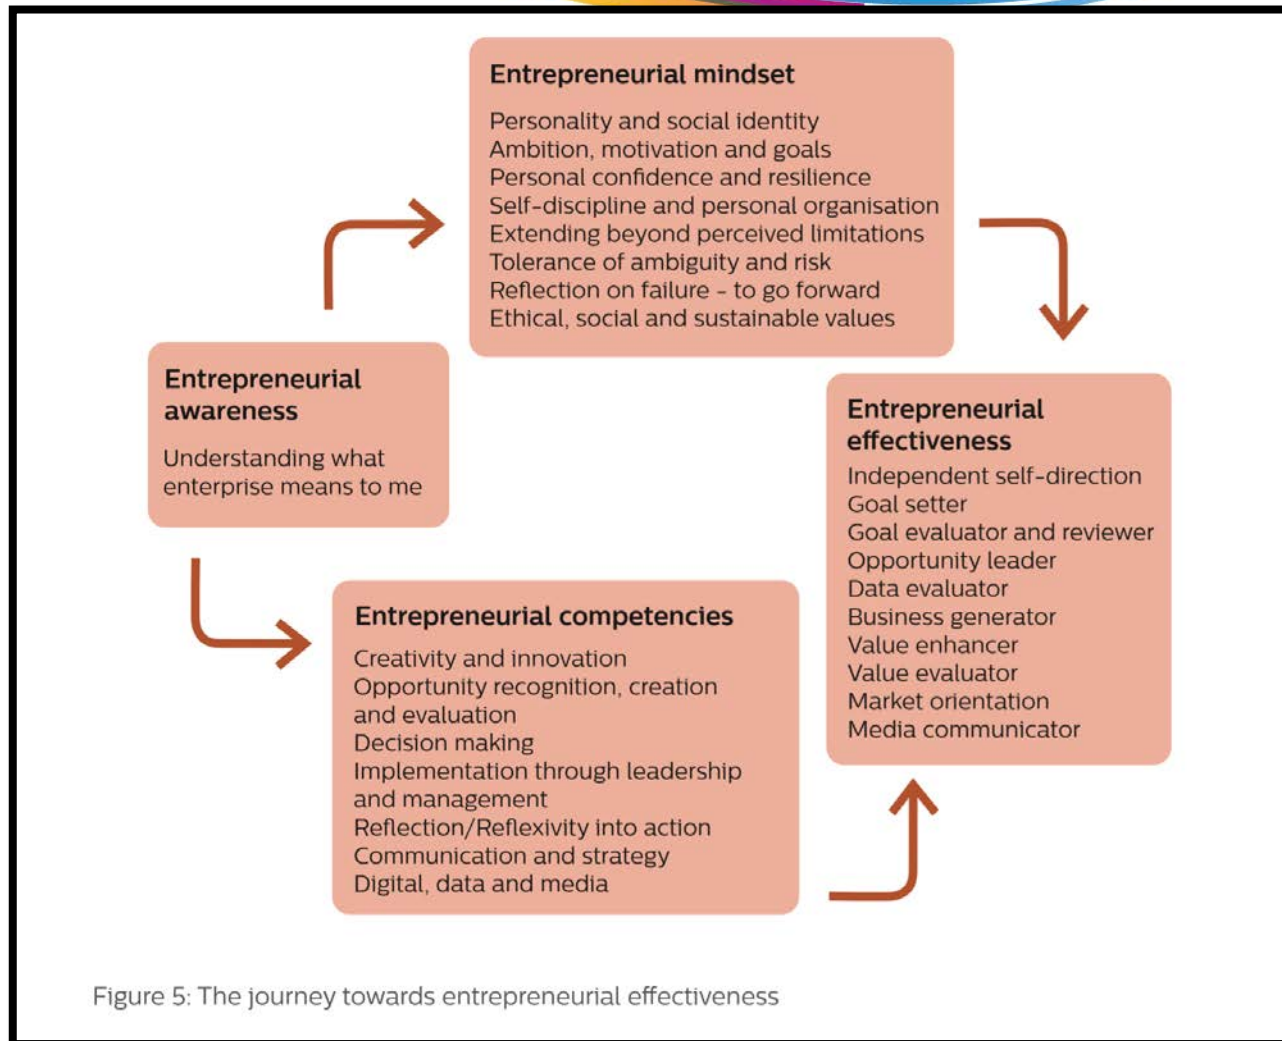 Entrepreneurial mindset
Personality and social identity
Ambition, motivation and goals
Personal confidence and resilience
Self-discipline and personal organisation
Extending beyond perceived limitations
Tolerance of ambiguity and risk
Reflection on failure - to go forward
Ethical, social and sustainable values
Entrepreneurial
awareness
Understanding what
enterprise means to me
Entrepreneurial competencies
Creativity and innovation
Opportunity recognition, creation
and evaluation
Decision making
Implementation through leadership
and management
Reflection/Reflexivity into action
Communication and strategy
Digital, data and media
Entrepreneurial
effectiveness
Independent self-direction
Goal setter
Goal evaluator and reviewer
Opportunity leader
Data evaluator
Business generator
Value enhancer
Value evaluator
Market orientation
Media communicator
Figure 5: The journey towards entrepreneurial effectiveness